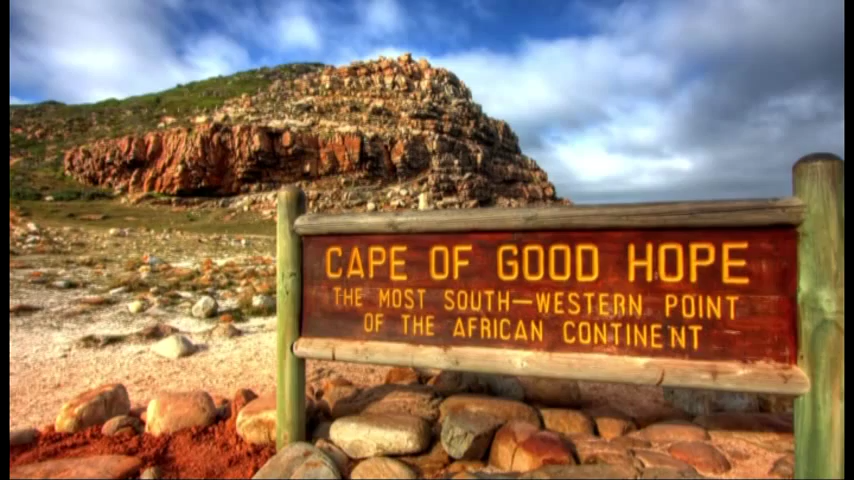 CAPE OF GOOD HOPE
THE MOST SOUTH-WESTERN POINT
OF THE AFRICAN CONTINENT